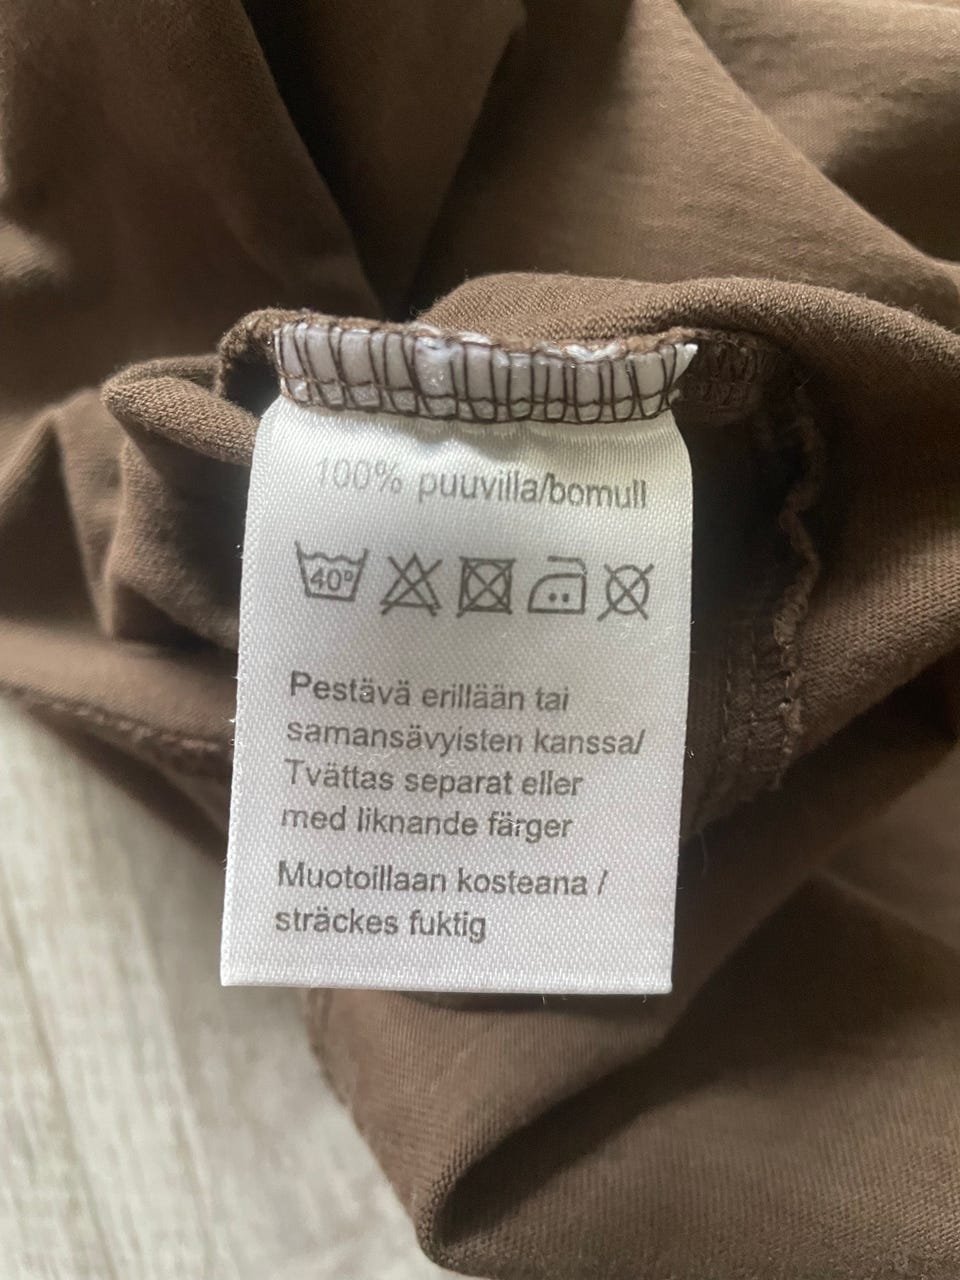 100% puuvilla/bomull
40°
Pestävä erillään tai
samansävyisten kanssa/
Tvättas separat eller
med liknande färger
Muotoillaan kosteana /
sträckes fuktig